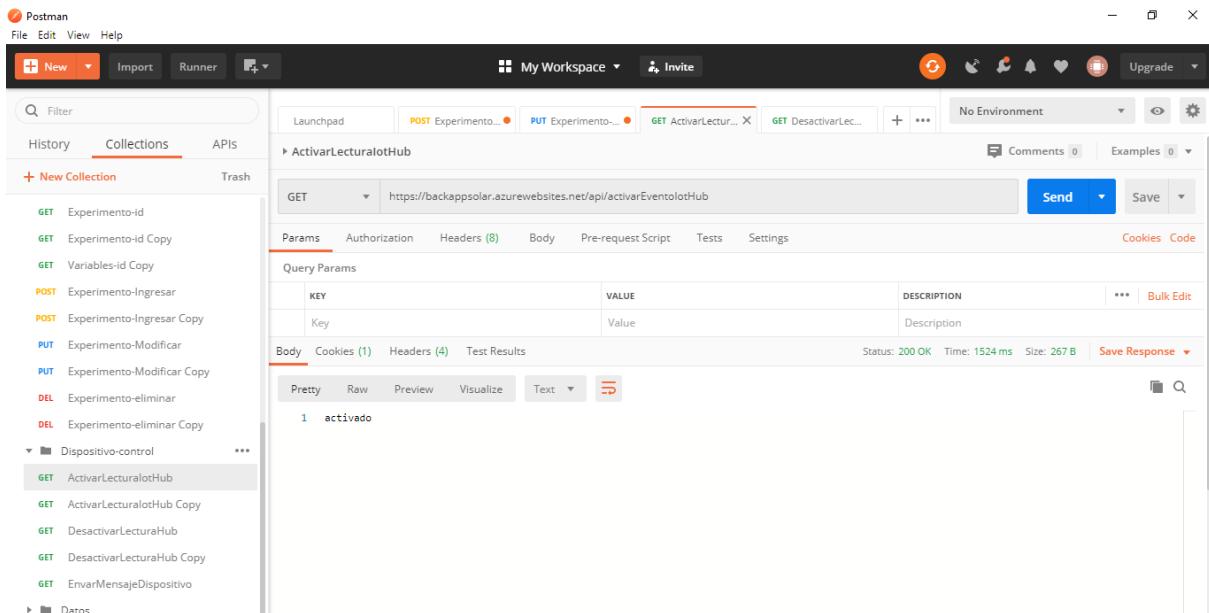 Postman
File Edit View Help
New Import Runner My Workspace Invite Upgrade
Filter
History Collections APIs
+ New Collection Trash
GET Experimento-id
GET Experimento-id Copy
GET Variables-id Copy
POST Experimento-Ingresar
POST Experimento-Ingresar Copy
PUT Experimento-Modificar
PUT Experimento-Modificar Copy
DEL Experimento-eliminar
DEL Experimento-eliminar Copy
Dispositivo-control
GET ActivarLecturaIotHub
GET ActivarLecturaIotHub Copy
GET DesactivarLecturaHub
GET DesactivarLecturaHub Copy
GET EnvarMensajeDispositivo
Datos
Launchpad POST Experimento... PUT Experimento-... GET ActivarLectur... X GET DesactivarLec... + ••• No Environment
ActivarLecturaIotHub Comments 0 Examples 0
GET https://backappsolar.azurewebsites.net/api/activarEventoIotHub Send Save
Params Authorization Headers (8) Body Pre-request Script Tests Settings Cookies Code
Query Params
KEY VALUE DESCRIPTION ••• Bulk Edit
Key Value Description
Body Cookies (1) Headers (4) Test Results Status: 200 OK Time: 1524 ms Size: 267 B Save Response
Pretty Raw Preview Visualize Text
1 activado